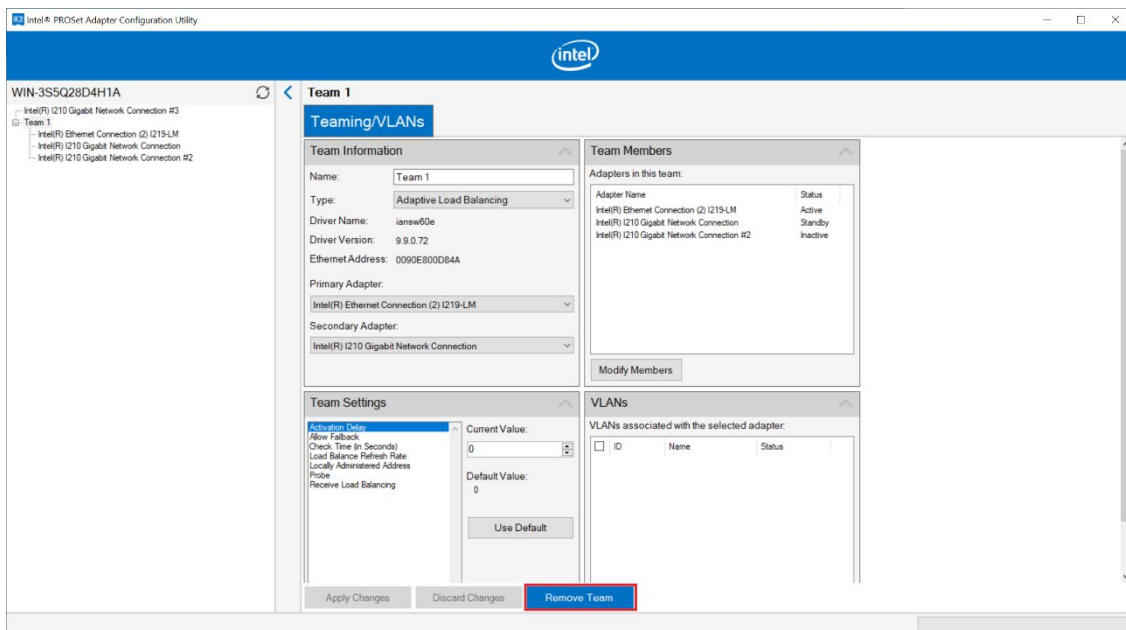 Intel® PROSet Adapter Configuration Utility
intel
WIN-3S5Q28D4H1A
Intel(R) I210 Gigabit Network Connection #3
Team 1
Intel(R) Ethernet Connection (2) I219-LM
Intel(R) I210 Gigabit Network Connection
Intel(R) I210 Gigabit Network Connection #2
Team 1
Teaming/VLANs
Team Information
Name: Team 1
Type: Adaptive Load Balancing
Driver Name: iansw60e
Driver Version: 9.9.0.72
Ethernet Address: 0090E800D84A
Primary Adapter:
Intel(R) Ethernet Connection (2) I219-LM
Secondary Adapter:
Intel(R) I210 Gigabit Network Connection
Team Members
Adapters in this team:
Adapter Name Status
Intel(R) Ethernet Connection (2) I219-LM Active
Intel(R) I210 Gigabit Network Connection Standby
Intel(R) I210 Gigabit Network Connection #2 Inactive
Modify Members
Team Settings
Activation Delay
Allow Failback
Check Time (in Seconds)
Load Balance Refresh Rate
Locally Administered Address
Probe
Receive Load Balancing
Current Value:
0
Default Value:
0
Use Default
VLANs
VLANs associated with the selected adapter:
ID Name Status
Apply Changes Discard Changes Remove Team